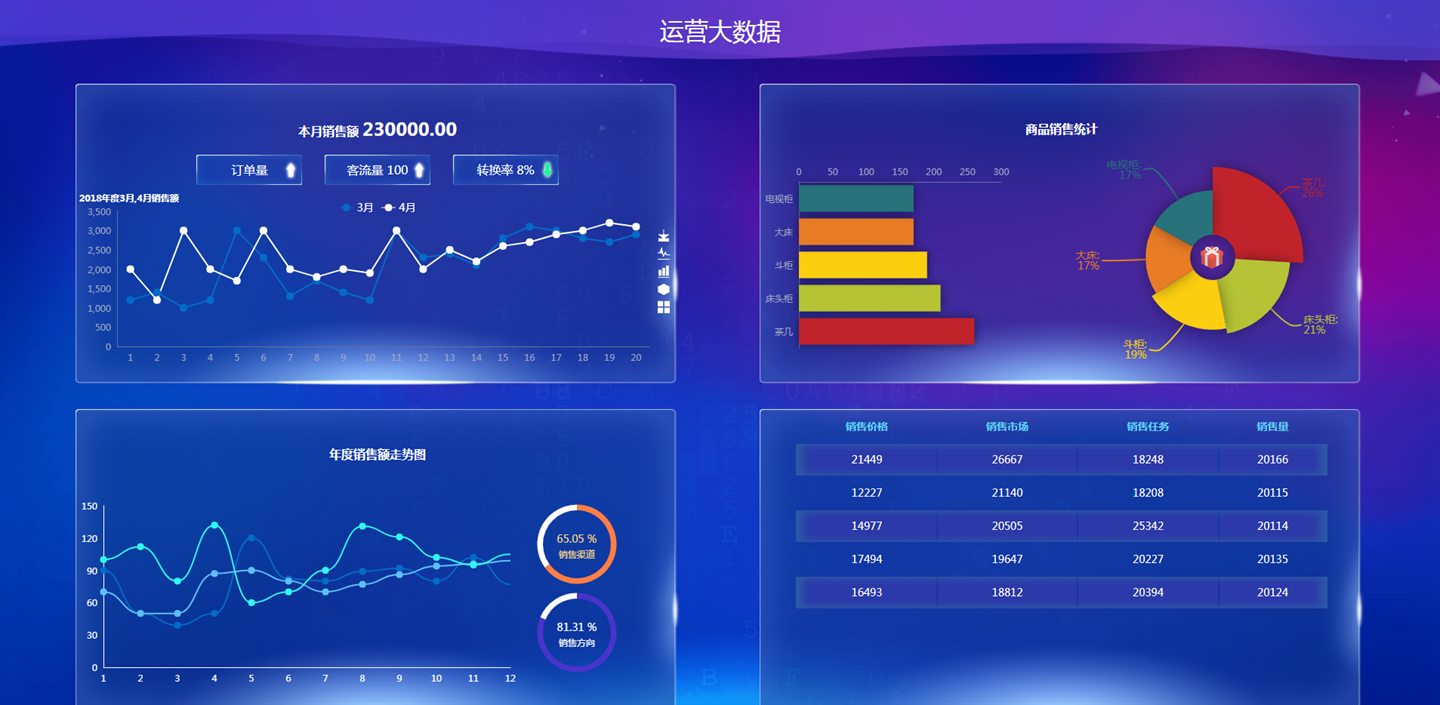 运营大数据
本月销售额 230000.00
订单量
客流量 100
转换率 8%
2018年度3月,4月销售额
3月 4月
3,500
3,000
2,500
2,000
1,500
1,000
500
0
1 2 3 4 5 6 7 8 9 10 11 12 13 14 15 16 17 18 19 20
商品销售统计
0 50 100 150 200 250 300
电视柜
大床
斗柜
床头柜
茶几
电视柜:
17%
茶几:
26%
大床:
17%
床头柜:
21%
斗柜:
19%
年度销售额走势图
150
120
90
60
30
0
1 2 3 4 5 6 7 8 9 10 11 12
65.05 %
销售渠道
81.31 %
销售方向
销售价格 销售市场 销售任务 销售量
21449 26667 18248 20166
12227 21140 18208 20115
14977 20505 25342 20114
17494 19647 20227 20135
16493 18812 20394 20124